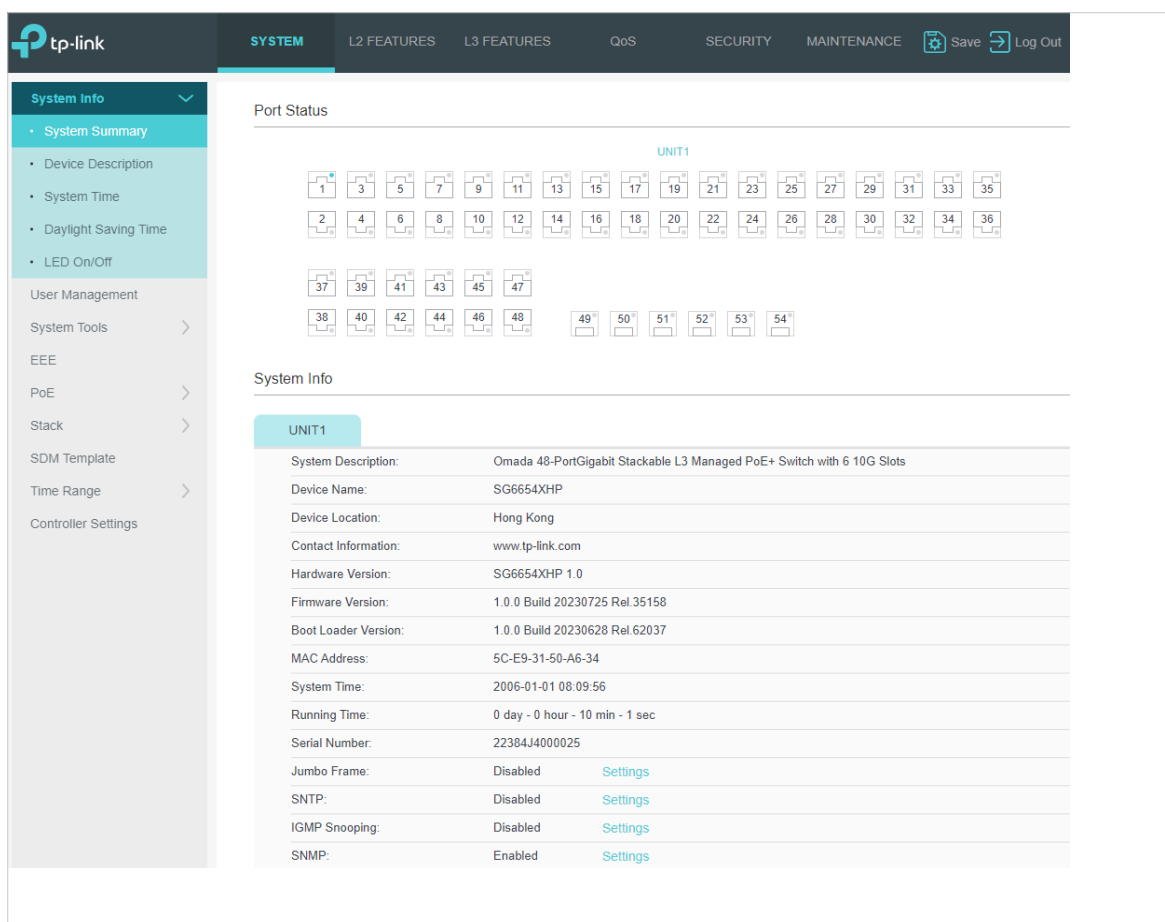 tp-link
SYSTEM L2 FEATURES L3 FEATURES QoS SECURITY MAINTENANCE Save Log Out
System Info
• System Summary
• Device Description
• System Time
• Daylight Saving Time
• LED On/Off
User Management
System Tools
EEE
PoE
Stack
SDM Template
Time Range
Controller Settings
Port Status
UNIT1
1 3 5 7 9 11 13 15 17 19 21 23 25 27 29 31 33 35
2 4 6 8 10 12 14 16 18 20 22 24 26 28 30 32 34 36
37 39 41 43 45 47
38 40 42 44 46 48 49 50 51 52 53 54
System Info
UNIT1
System Description: Omada 48-PortGigabit Stackable L3 Managed PoE+ Switch with 6 10G Slots
Device Name: SG6654XHP
Device Location: Hong Kong
Contact Information: www.tp-link.com
Hardware Version: SG6654XHP 1.0
Firmware Version: 1.0.0 Build 20230725 Rel.35158
Boot Loader Version: 1.0.0 Build 20230628 Rel.62037
MAC Address: 5C-E9-31-50-A6-34
System Time: 2006-01-01 08:09:56
Running Time: 0 day - 0 hour - 10 min - 1 sec
Serial Number: 22384J4000025
Jumbo Frame: Disabled Settings
SNTP: Disabled Settings
IGMP Snooping: Disabled Settings
SNMP: Enabled Settings